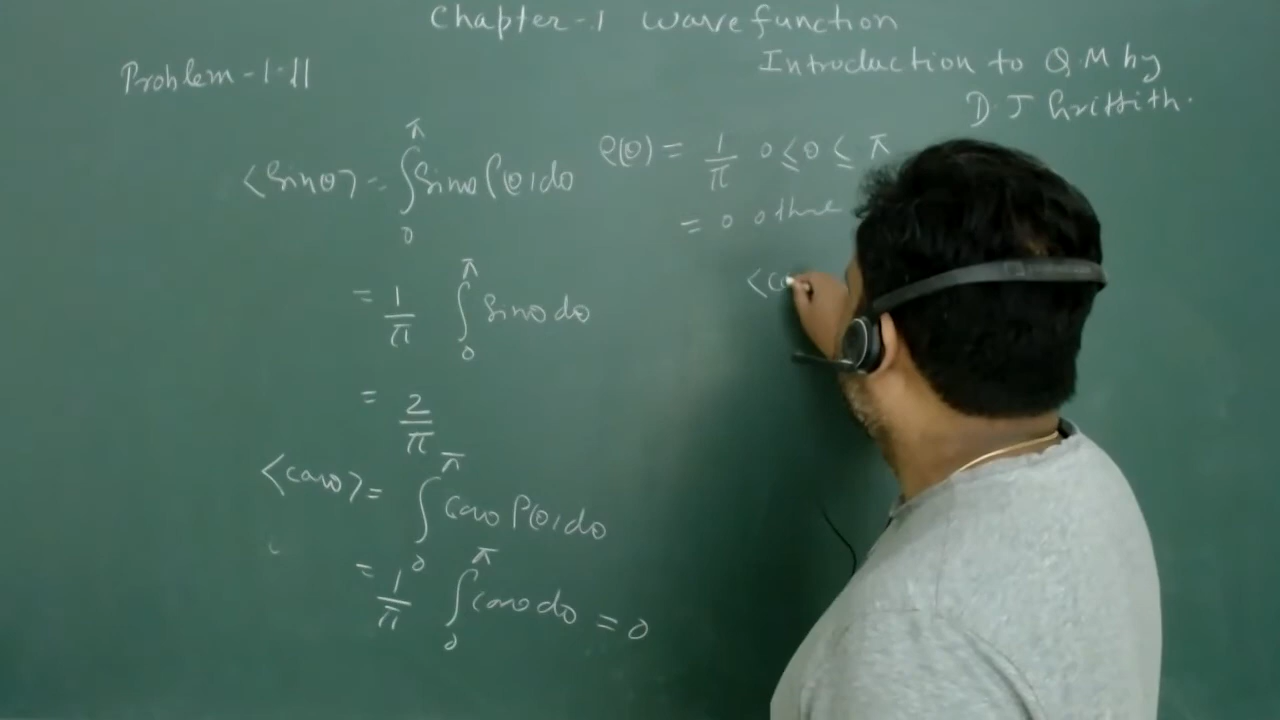 Chapter-1 Wave function
Introduction to Q.M by
D.J Griffith.
Problem-1.11
<Sinθ> = ∫₀^π Sinθ ρ(θ)dθ
= 1/π ∫₀^π Sinθ dθ
= 2/π
<Cosθ> = ∫₀^π Cosθ ρ(θ)dθ
= 1/π ∫₀^π Cosθ dθ = 0
ρ(θ) = 1/π 0 ≤ θ ≤ π
= 0 othe
<Co